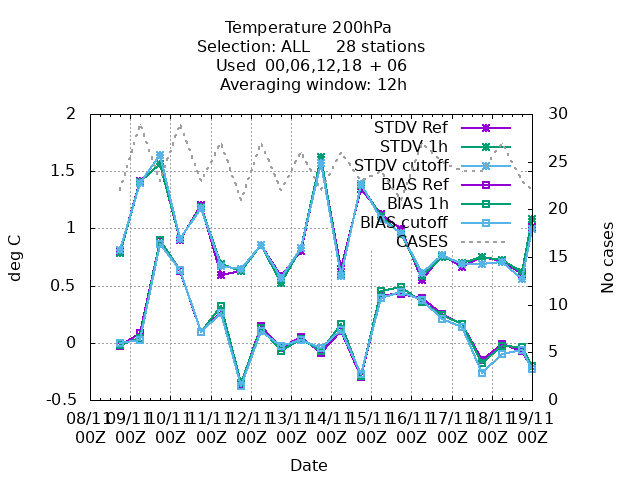 Temperature 200hPa
Selection: ALL 28 stations
Used 00,06,12,18 + 06
Averaging window: 12h
2
1.5
1
0.5
0
-0.5
deg C
30
25
20
15
10
5
0
No cases
STDV Ref
STDV 1h
STDV cutoff
BIAS Ref
BIAS 1h
BIAS cutoff
CASES
08/11 09/11 10/11 11/11 12/11 13/11 14/11 15/11 16/11 17/11 18/11 19/11
00Z 00Z 00Z 00Z 00Z 00Z 00Z 00Z 00Z 00Z 00Z 00Z
Date